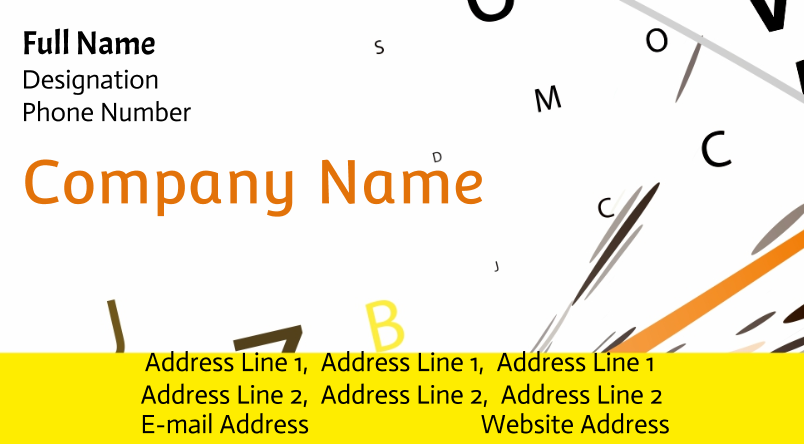 Full Name
Designation
Phone Number
Company Name
S
O
M
D
C
C
J
J
Z
B
Address Line 1, Address Line 1, Address Line 1
Address Line 2, Address Line 2, Address Line 2
E-mail Address Website Address